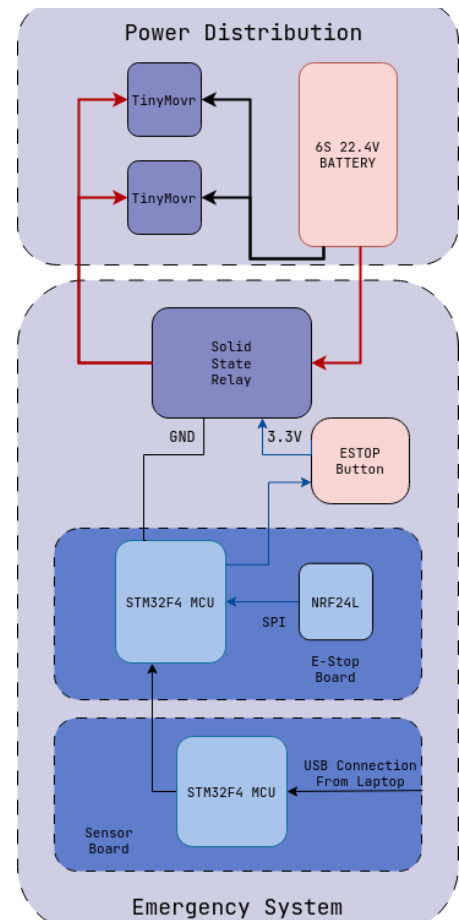 Power Distribution
TinyMovr
6S 22.4V
BATTERY
TinyMovr
Solid
State
Relay
GND
3.3V
ESTOP
Button
STM32F4 MCU
NRF24L
SPI
E-Stop
Board
USB Connection
From Laptop
STM32F4 MCU
Sensor
Board
Emergency System